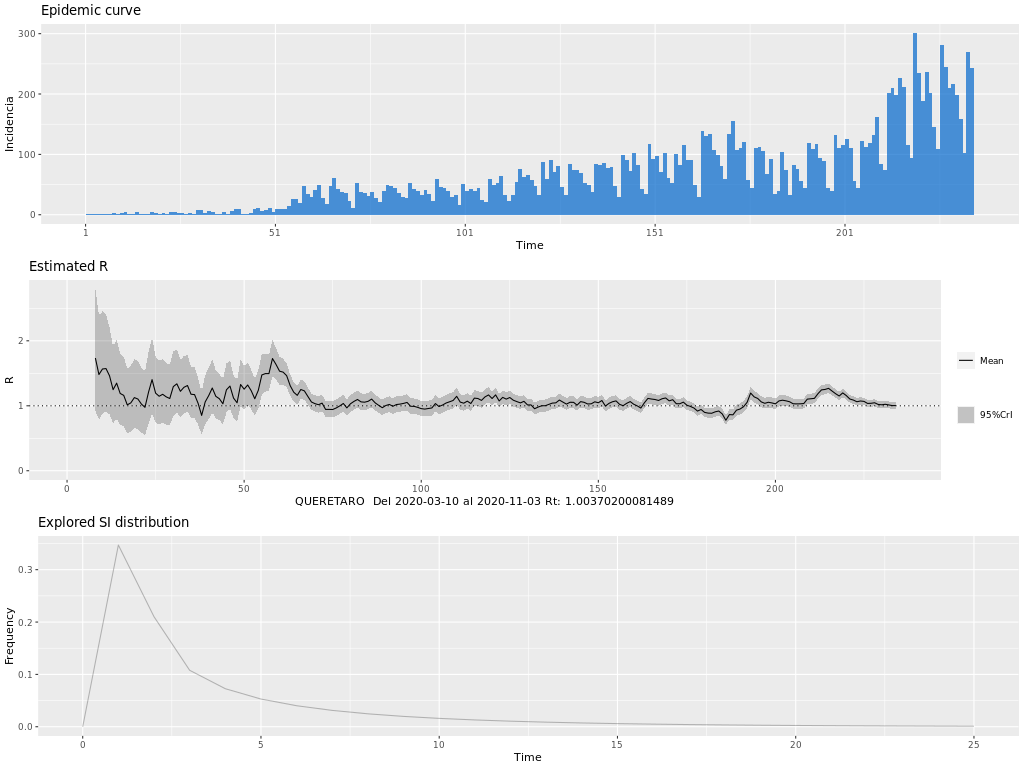 Epidemic curve
300
200
100
0
Incidencia
1
51
101
151
201
Time
Estimated R
2
1
0
R
0
50
100
150
200
QUERETARO  Del 2020-03-10 al 2020-11-03 Rt: 1.00370200081489
Mean
95%CrI
Explored SI distribution
0.3
0.2
0.1
0.0
Frequency
0
5
10
15
20
25
Time